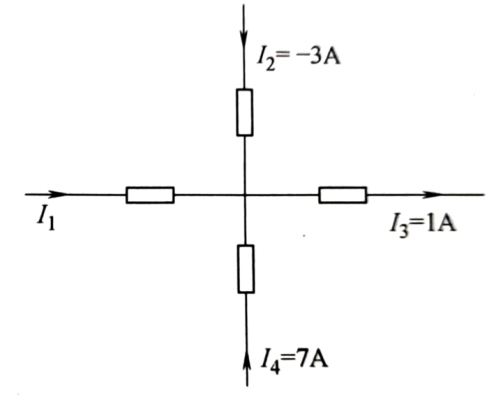 I₂= −3A
I₁
I₃=1A
I₄=7A